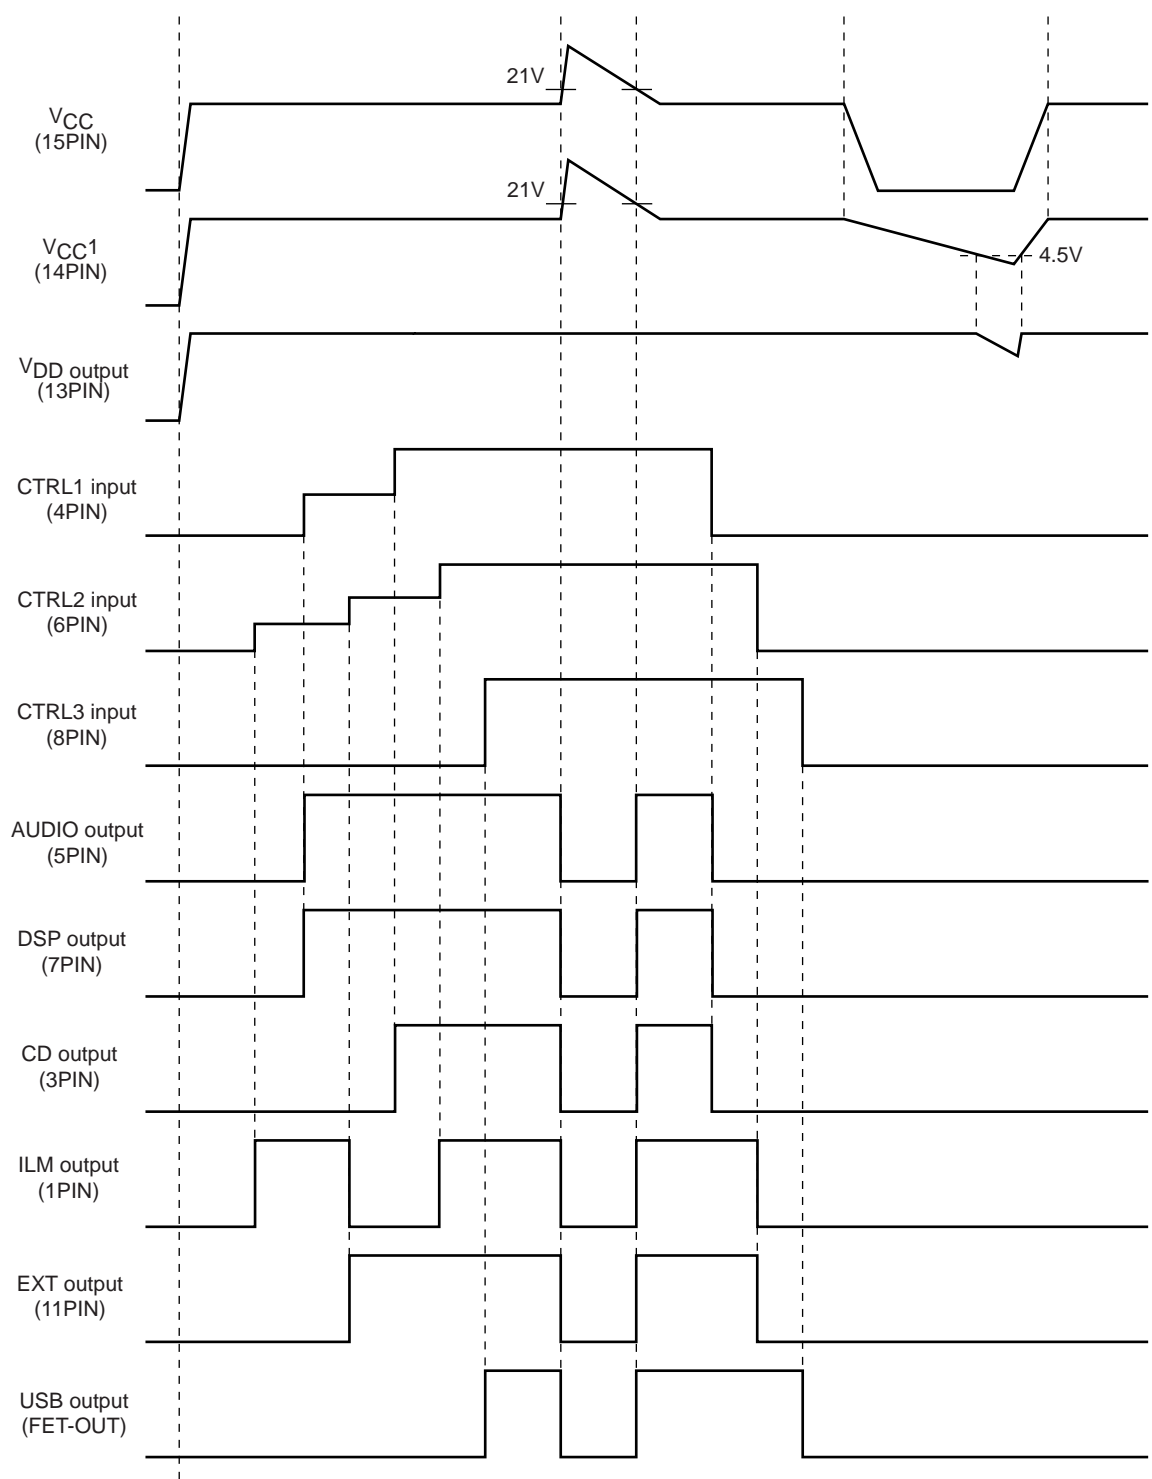 21V
VCC
(15PIN)
21V
VCC1
(14PIN)
4.5V
VDD output
(13PIN)
CTRL1 input
(4PIN)
CTRL2 input
(6PIN)
CTRL3 input
(8PIN)
AUDIO output
(5PIN)
DSP output
(7PIN)
CD output
(3PIN)
ILM output
(1PIN)
EXT output
(11PIN)
USB output
(FET-OUT)